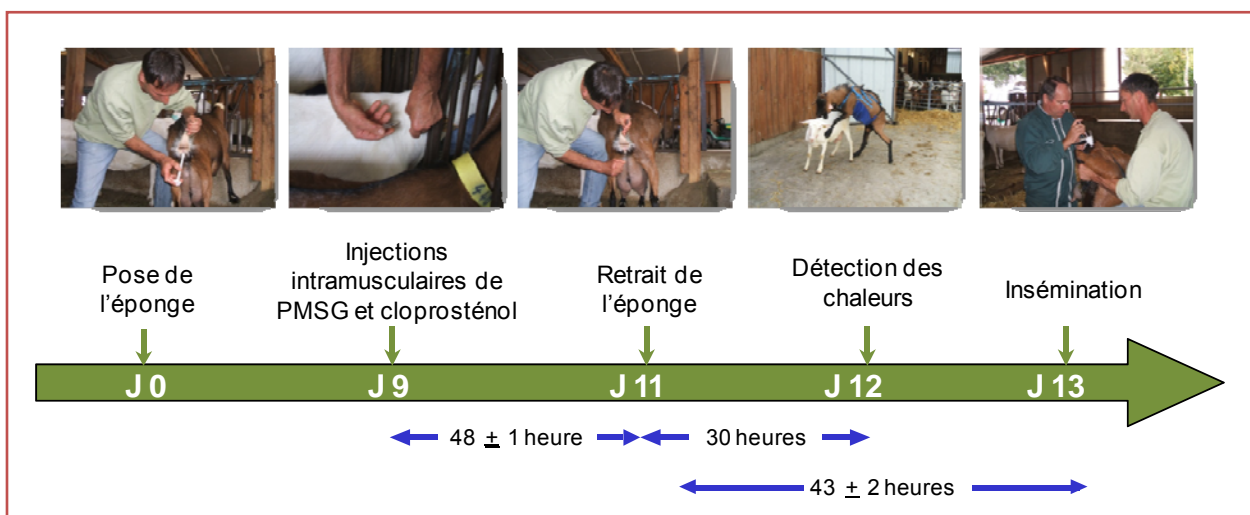 Pose de
l'éponge
Injections
intramusculaires de
PMSG et cloprosténol
Retrait de
l'éponge
Détection des
chaleurs
Insémination
J 0
J 9
J 11
J 12
J 13
48 ± 1 heure
30 heures
43 ± 2 heures